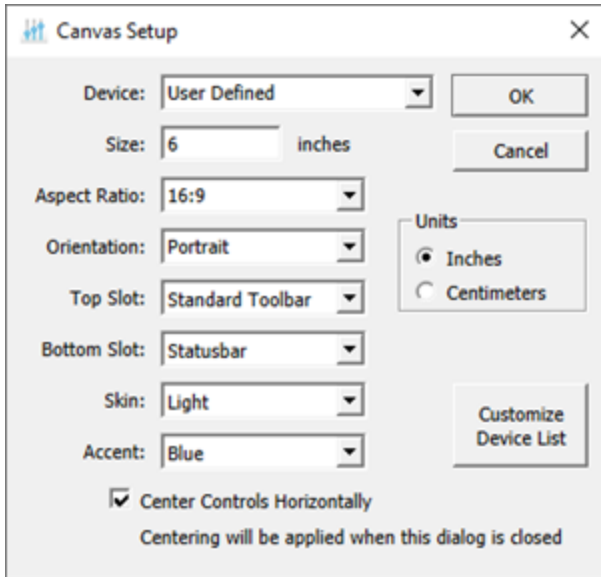 Canvas Setup
Device: User Defined OK
Size: 6 inches Cancel
Aspect Ratio: 16:9
Units
Orientation: Portrait Inches
Top Slot: Standard Toolbar Centimeters
Bottom Slot: Statusbar
Skin: Light
Customize
Device List
Accent: Blue
Center Controls Horizontally
Centering will be applied when this dialog is closed